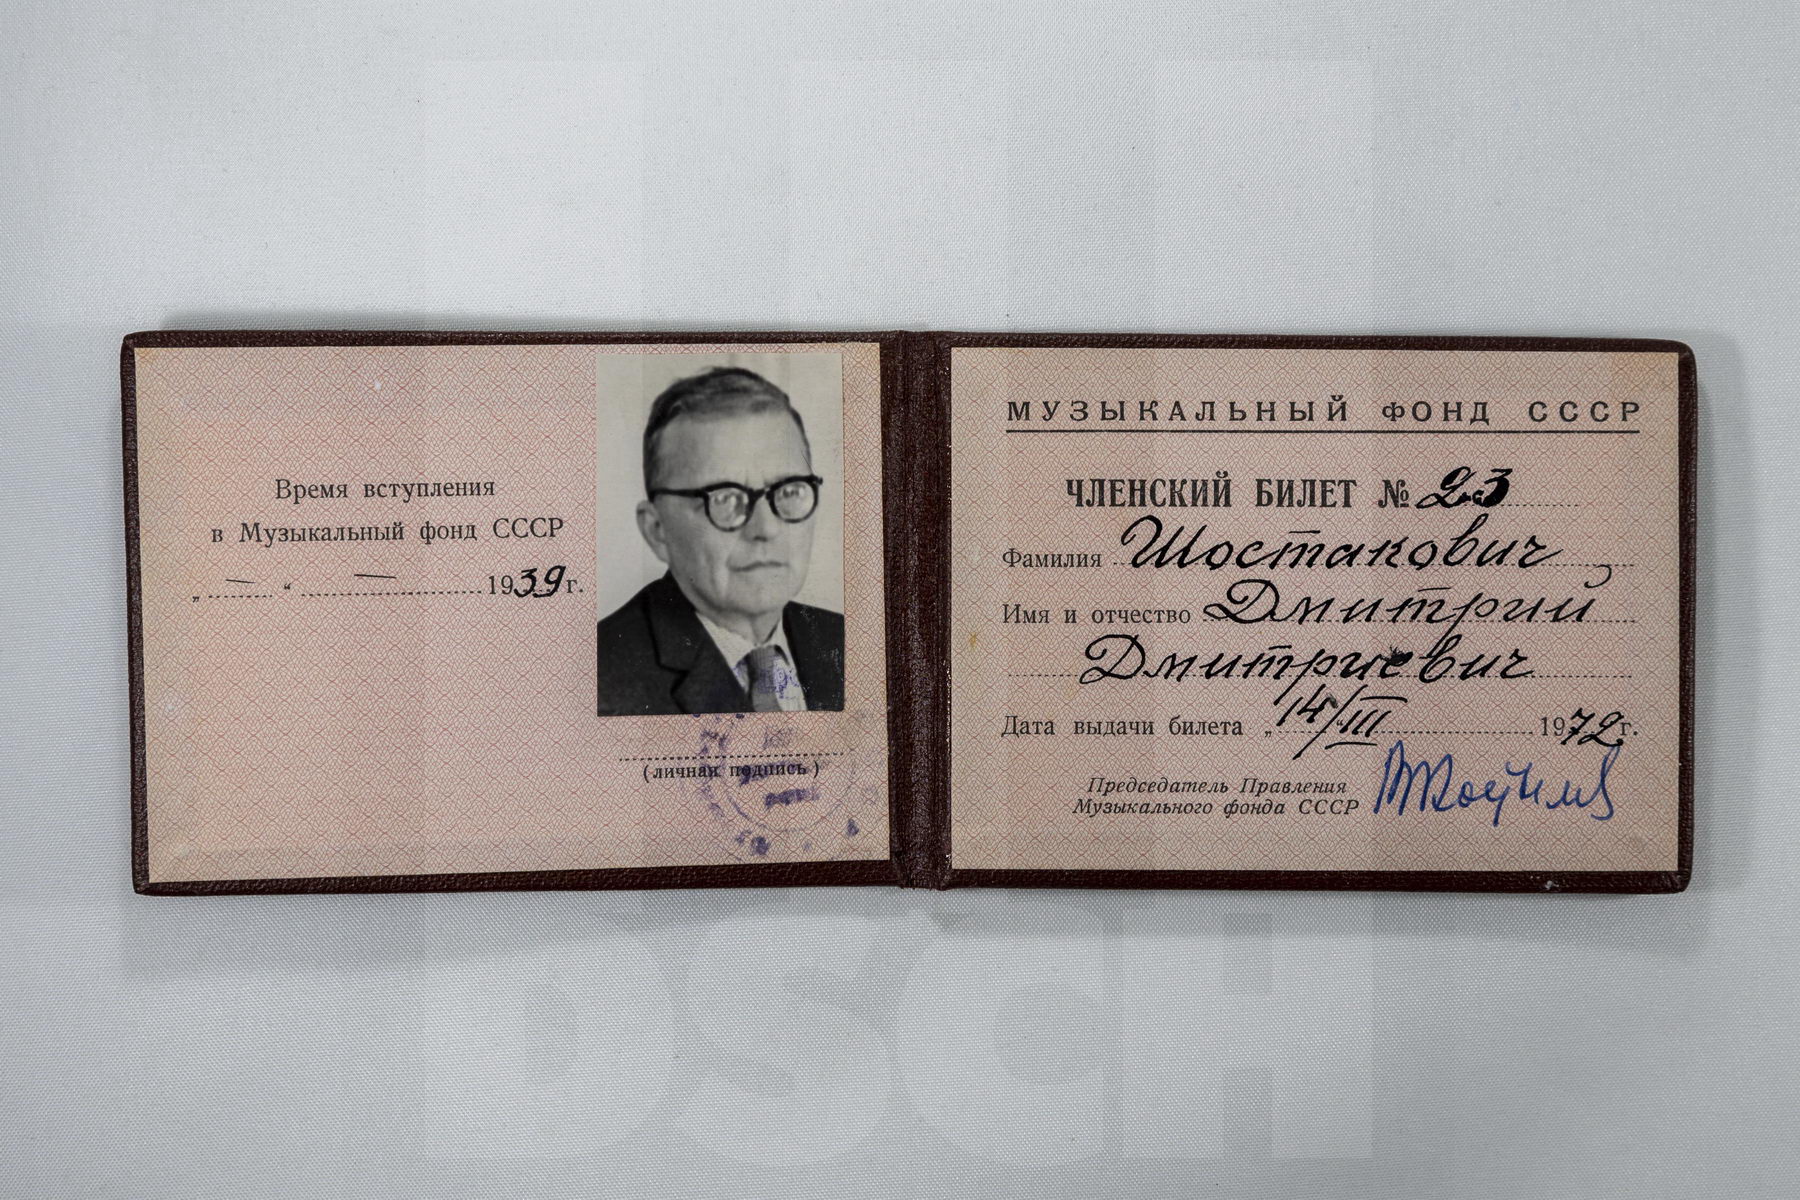 Время вступления
в Музыкальный фонд СССР
„ — “ — 1939 г.
(личная подпись)
МУЗЫКАЛЬНЫЙ ФОНД СССР
ЧЛЕНСКИЙ БИЛЕТ № 23
Фамилия Шостакович
Имя и отчество Дмитрий
Дмитриевич
Дата выдачи билета „14/III 1972 г.
Председатель Правления
Музыкального фонда СССР
DSCH